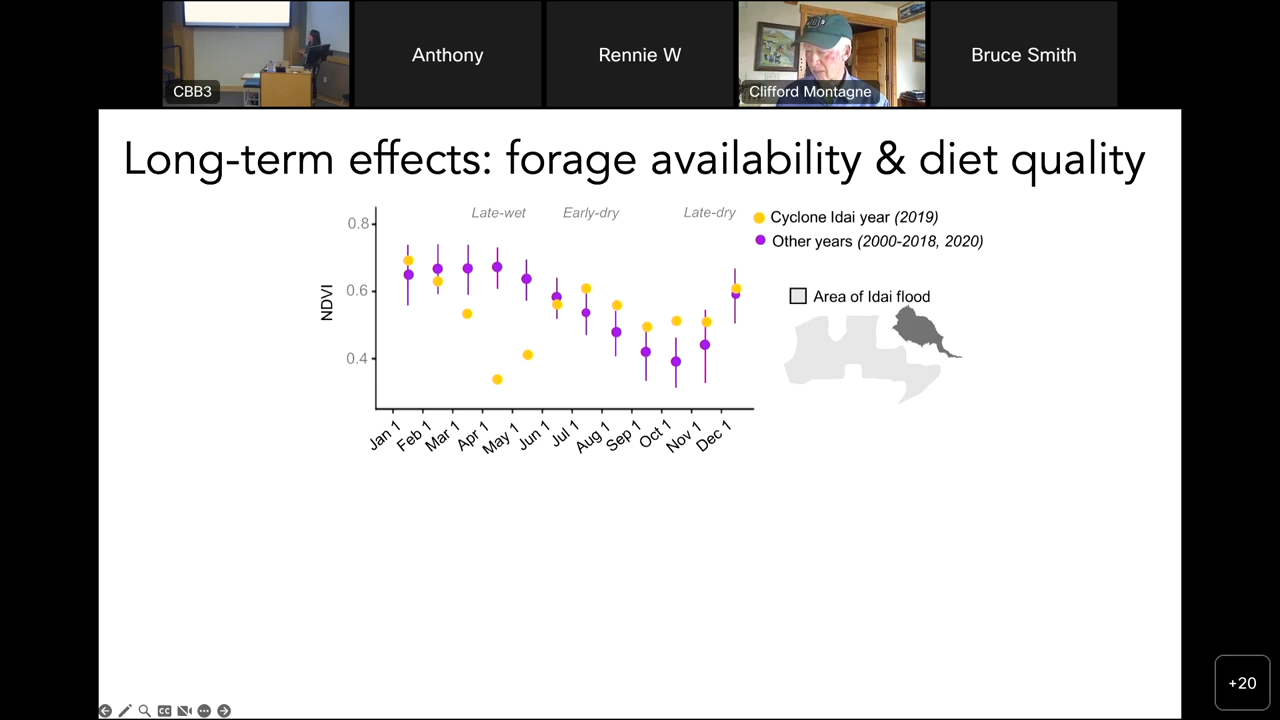 CBB3
Anthony
Rennie W
Clifford Montagne
Bruce Smith
Long-term effects: forage availability & diet quality
Late-wet
Early-dry
Late-dry
0.8
0.6
0.4
NDVI
Jan 1
Feb 1
Mar 1
Apr 1
May 1
Jun 1
Jul 1
Aug 1
Sep 1
Oct 1
Nov 1
Dec 1
Cyclone Idai year (2019)
Other years (2000-2018, 2020)
Area of Idai flood
CC
+20